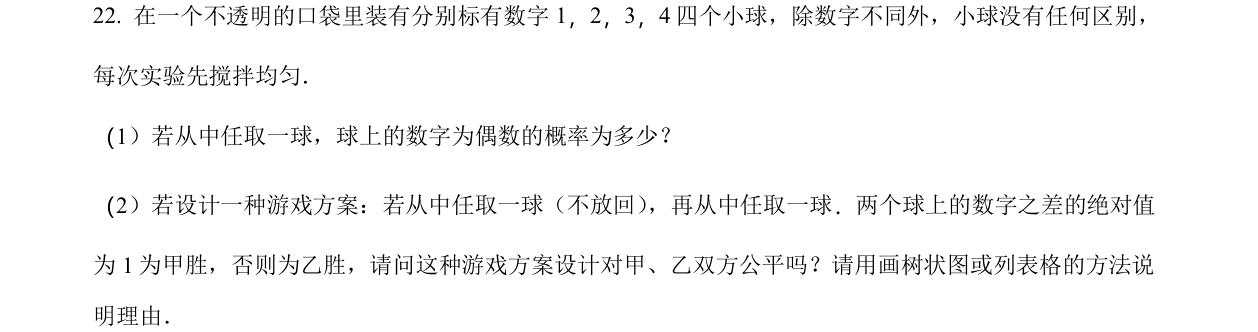 22. 在一个不透明的口袋里装有分别标有数字 1，2，3，4 四个小球，除数字不同外，小球没有任何区别，
每次实验先搅拌均匀．
（1）若从中任取一球，球上的数字为偶数的概率为多少？
（2）若设计一种游戏方案：若从中任取一球（不放回），再从中任取一球．两个球上的数字之差的绝对值
为 1 为甲胜，否则为乙胜，请问这种游戏方案设计对甲、乙双方公平吗？请用画树状图或列表格的方法说
明理由．